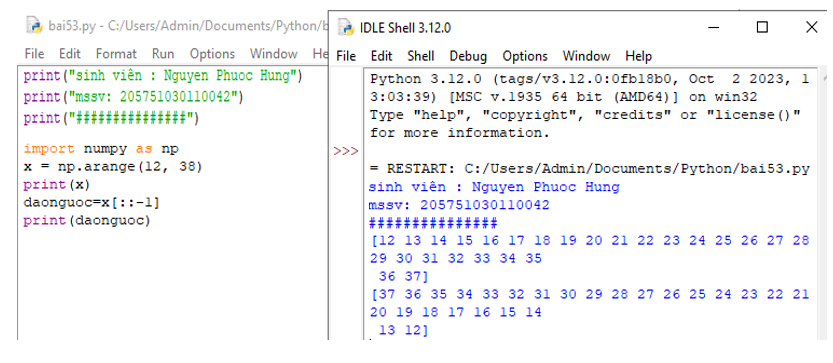 bai53.py - C:/Users/Admin/Documents/Python/b
File Edit Format Run Options Window He
print("sinh viên : Nguyen Phuoc Hung")
print("mssv: 205751030110042")
print("###############")
import numpy as np
x = np.arange(12, 38)
print(x)
daonguoc=x[::-1]
print(daonguoc)
IDLE Shell 3.12.0
File Edit Shell Debug Options Window Help
Python 3.12.0 (tags/v3.12.0:0fb18b0, Oct  2 2023, 1
3:03:39) [MSC v.1935 64 bit (AMD64)] on win32
Type "help", "copyright", "credits" or "license()"
for more information.
>>>
= RESTART: C:/Users/Admin/Documents/Python/bai53.py
sinh viên : Nguyen Phuoc Hung
mssv: 205751030110042
###############
[12 13 14 15 16 17 18 19 20 21 22 23 24 25 26 27 28
29 30 31 32 33 34 35
 36 37]
[37 36 35 34 33 32 31 30 29 28 27 26 25 24 23 22 21
20 19 18 17 16 15 14
 13 12]